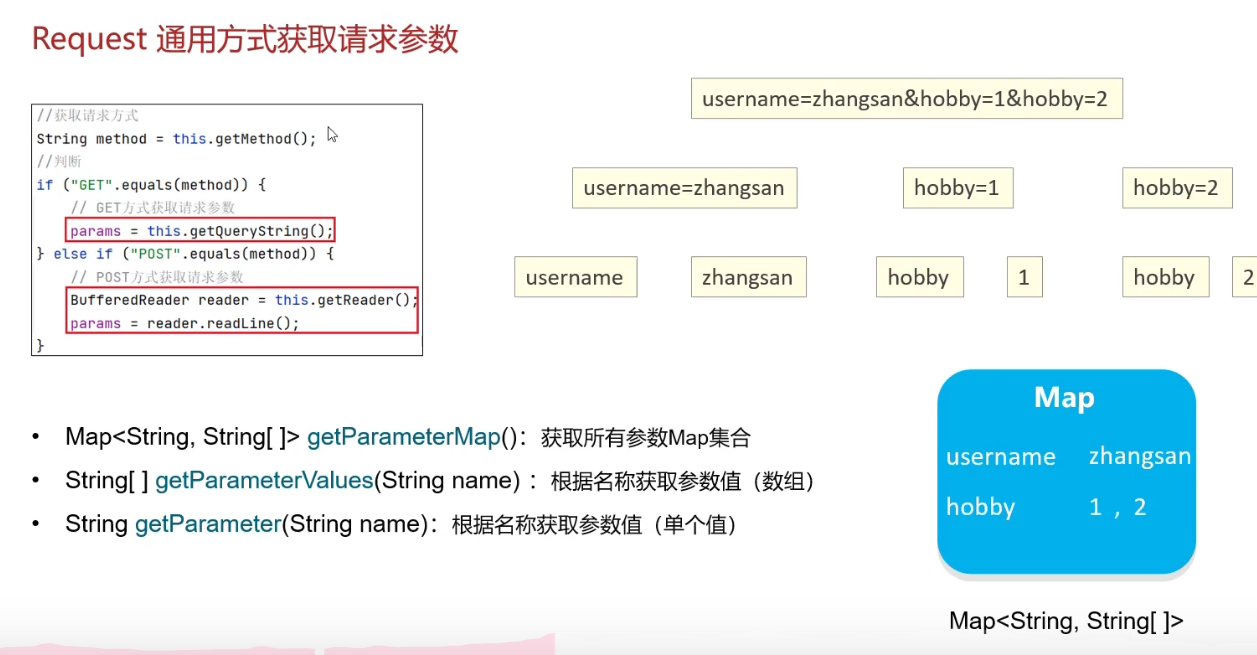 Request 通用方式获取请求参数
//获取请求方式
String method = this.getMethod();
//判断
if ("GET".equals(method)) {
// GET方式获取请求参数
params = this.getQueryString();
} else if ("POST".equals(method)) {
// POST方式获取请求参数
BufferedReader reader = this.getReader();
params = reader.readLine();
}
username=zhangsan&hobby=1&hobby=2
username=zhangsan hobby=1 hobby=2
username zhangsan hobby 1 hobby 2
• Map<String, String[ ]> getParameterMap()：获取所有参数Map集合
• String[ ] getParameterValues(String name) ：根据名称获取参数值（数组）
• String getParameter(String name)：根据名称获取参数值（单个值）
Map
username zhangsan
hobby 1 , 2
Map<String, String[ ]>